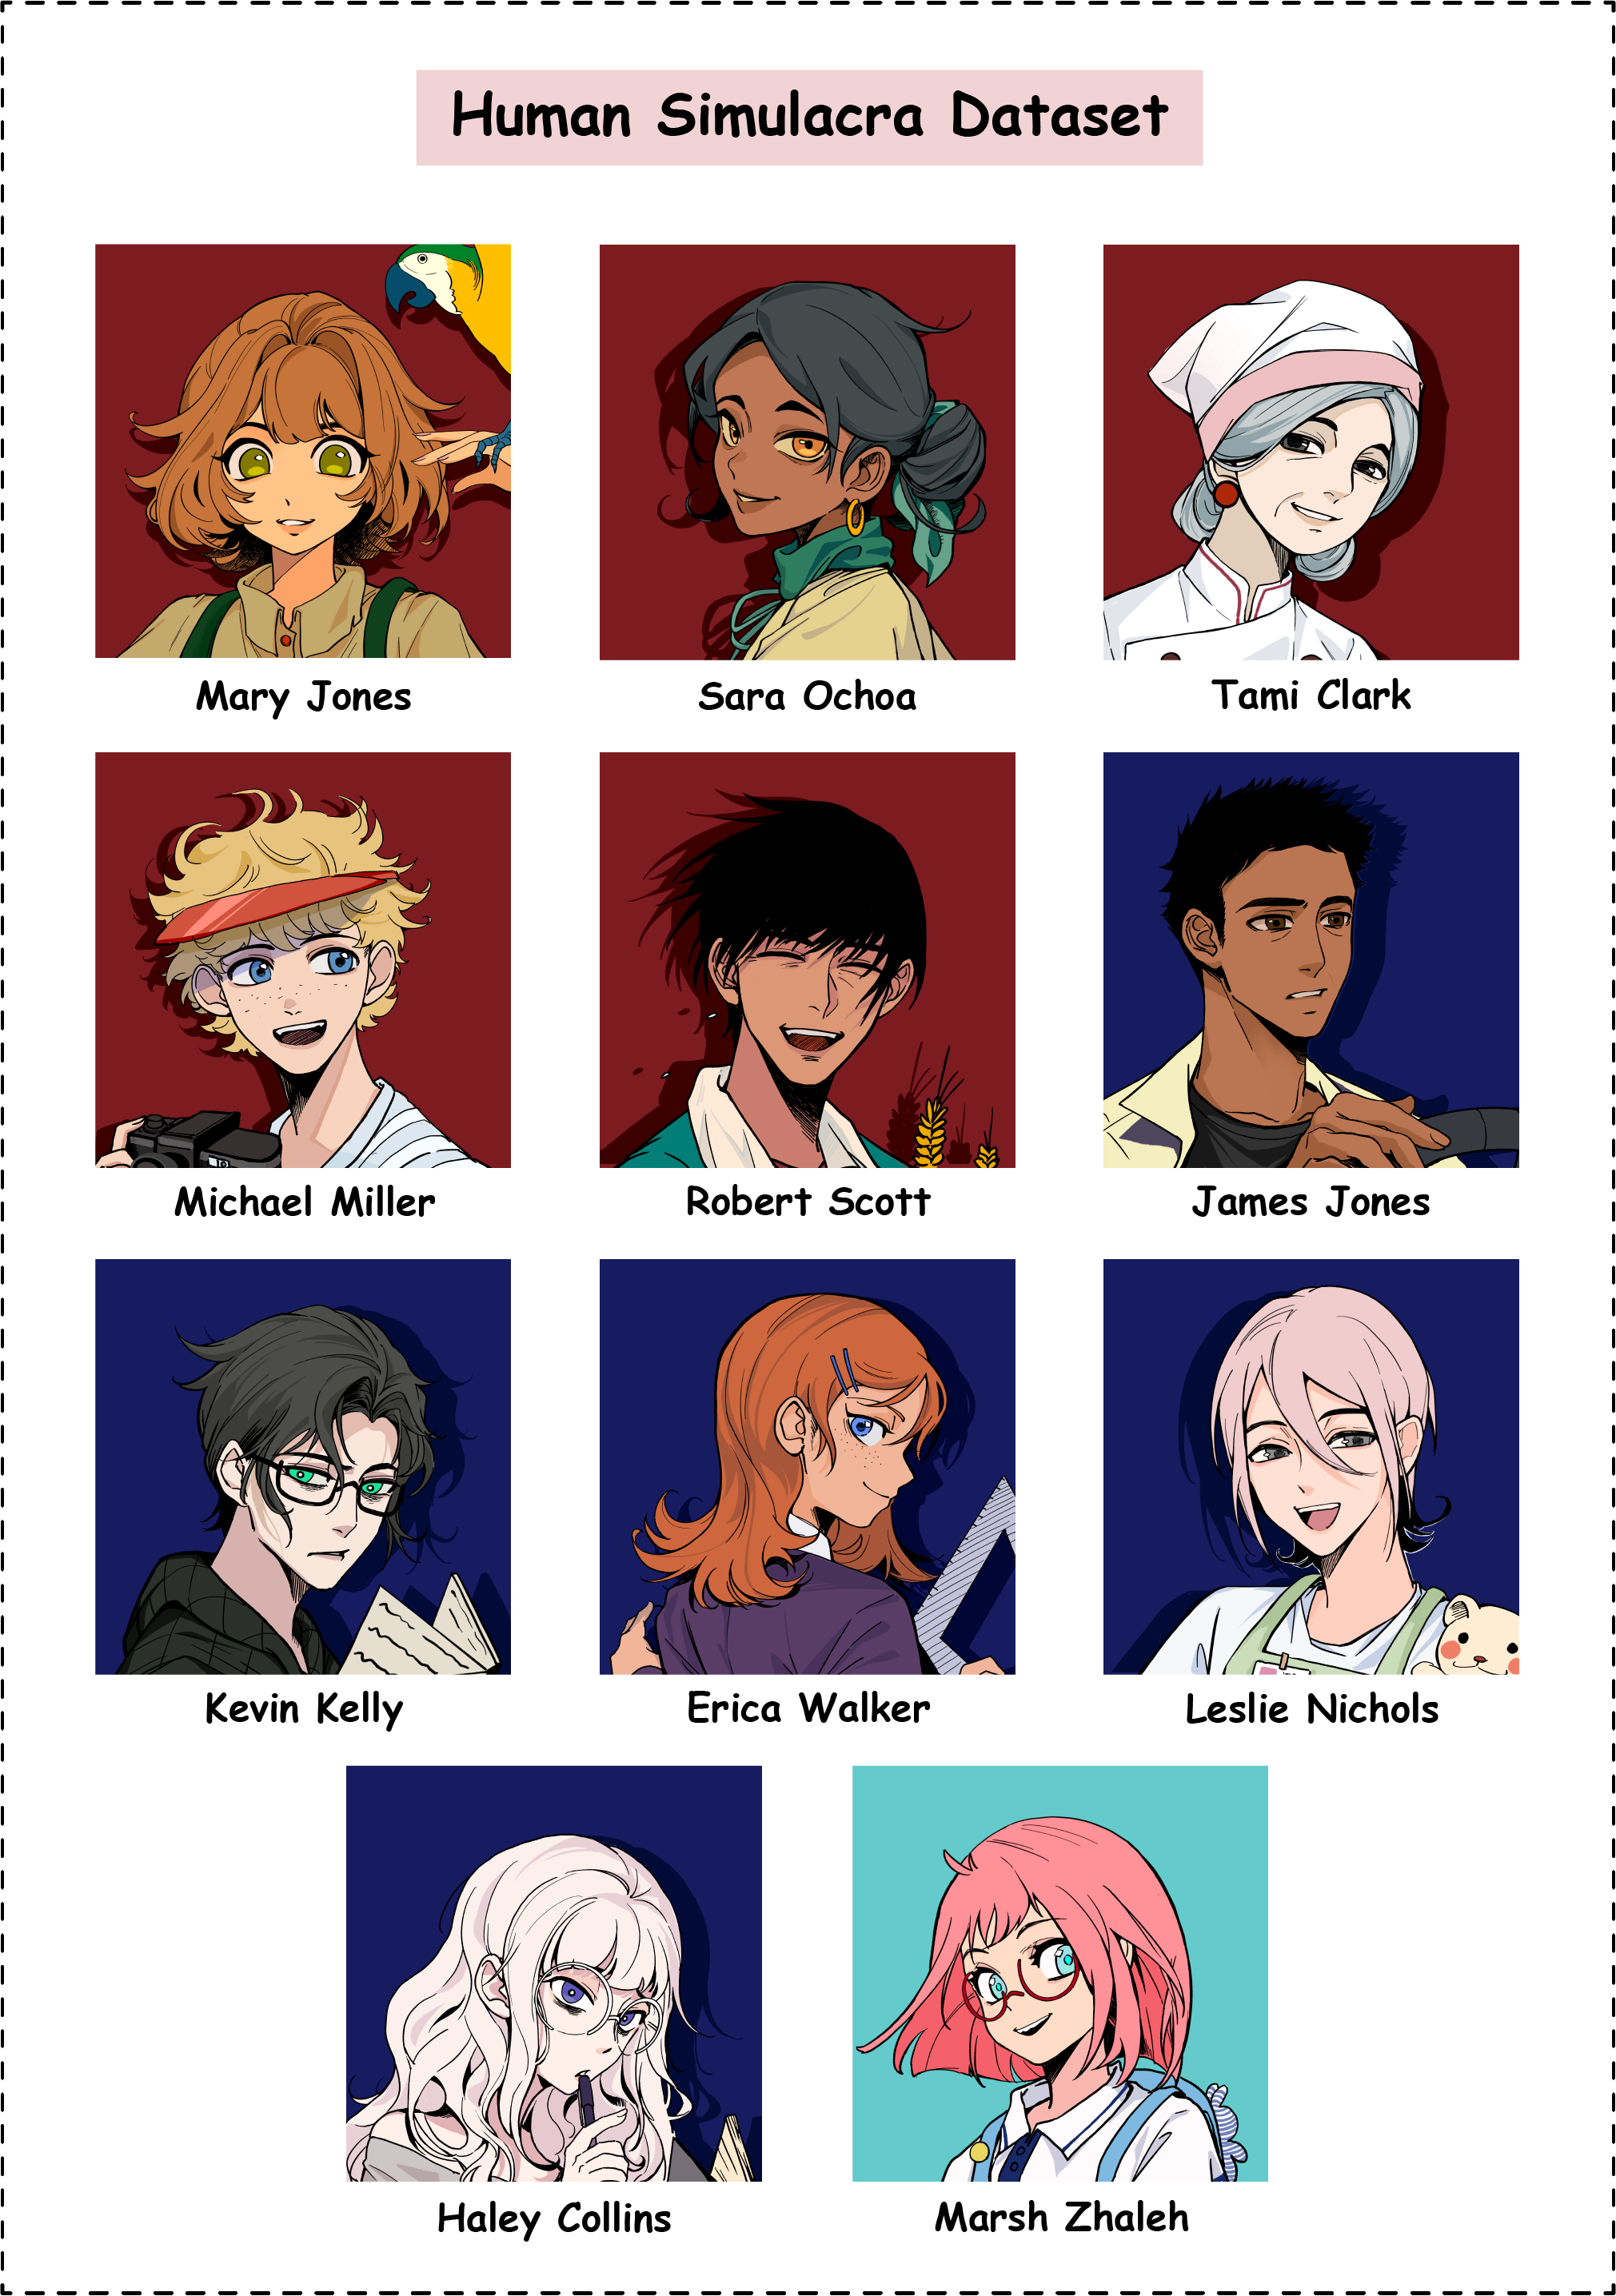 Human Simulacra Dataset
Mary Jones
Sara Ochoa
Tami Clark
Michael Miller
Robert Scott
James Jones
Kevin Kelly
Erica Walker
Leslie Nichols
Haley Collins
Marsh Zhaleh